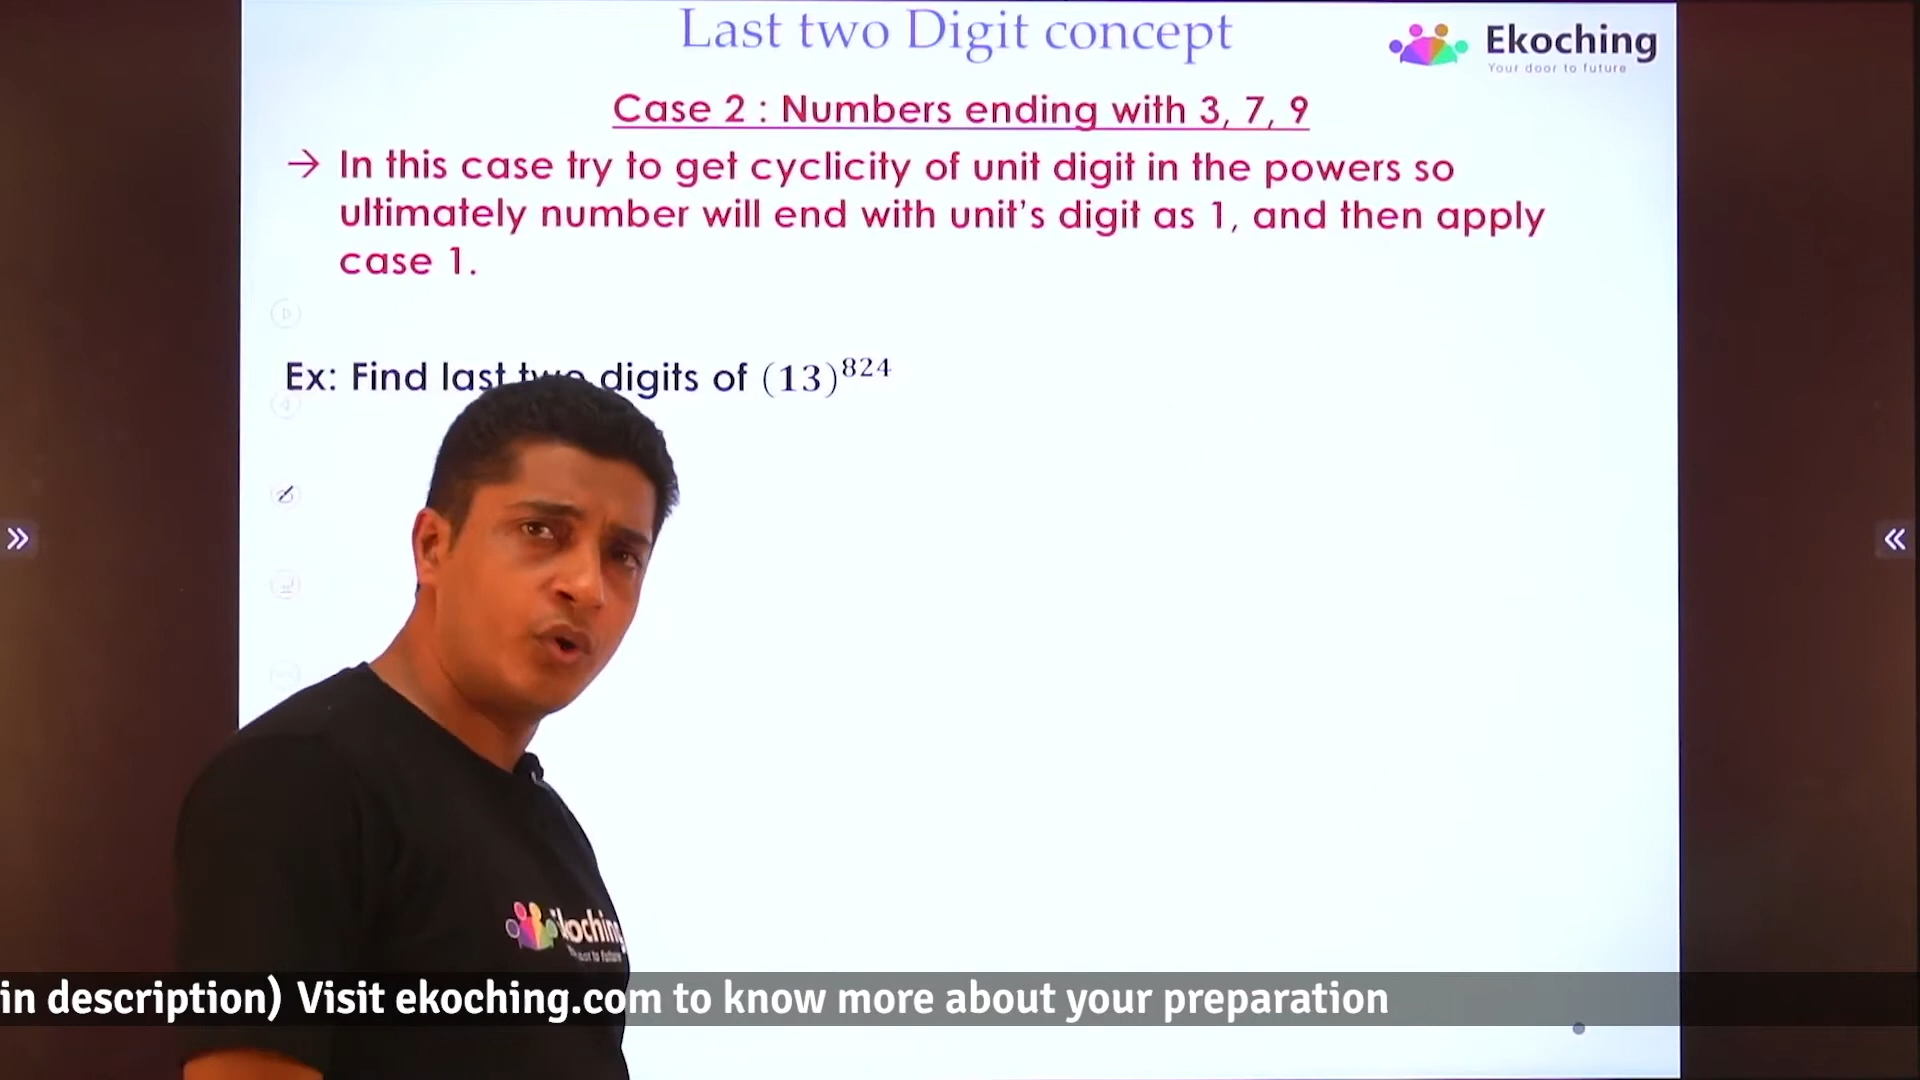 Last two Digit concept
Ekoching
Your door to future
Case 2 : Numbers ending with 3, 7, 9
→ In this case try to get cyclicity of unit digit in the powers so
ultimately number will end with unit's digit as 1, and then apply
case 1.
Ex: Find last two digits of (13)^824
Ekoching
in description) Visit ekoching.com to know more about your preparation